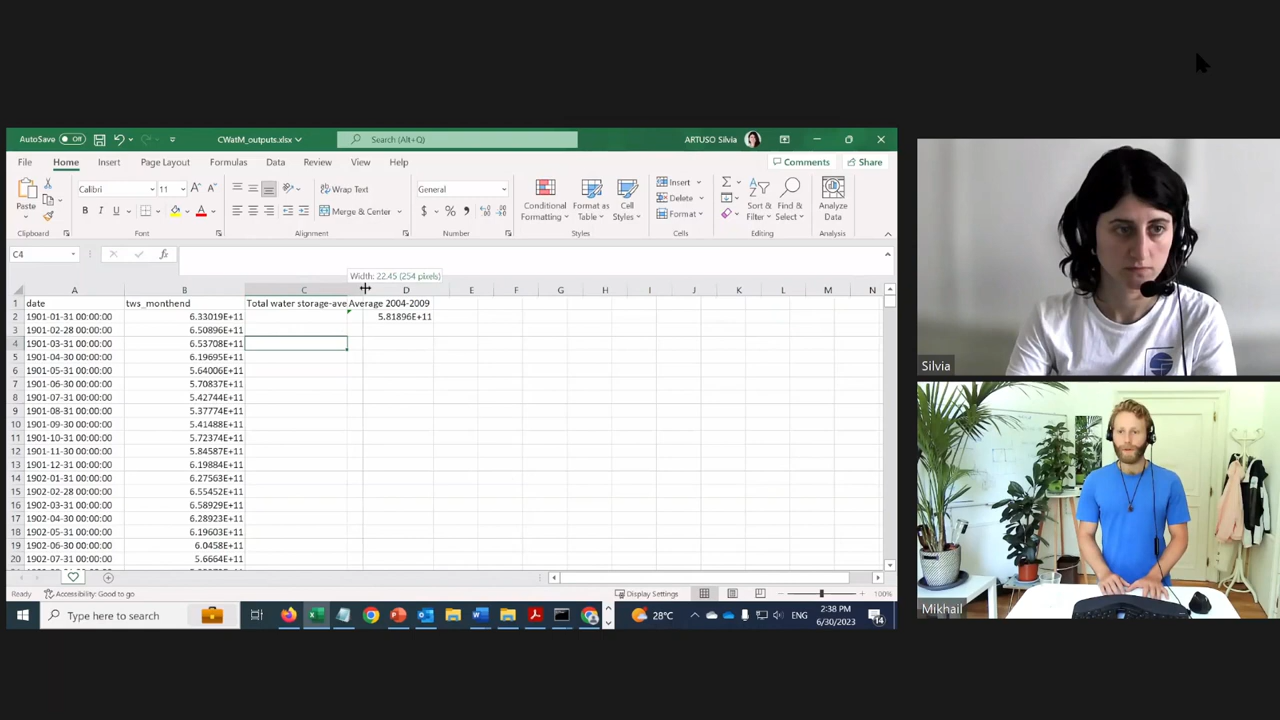 AutoSave Off CWatM_outputs.xlsx Search (Alt+Q) ARTUSO Silvia
File Home Insert Page Layout Formulas Data Review View Help Comments Share
Paste Calibri 11 Wrap Text General Conditional Formatting Format as Table Cell Styles Insert Sort & Filter Find & Select Analyze Data
B I U Merge & Center $ % Delete
Format
Clipboard Font Alignment Number Styles Cells Editing Analysis
C4 fx
Width: 22.45 (254 pixels)
A B C D E F G H I J K L M N
1 date tws_monthend Total water storage-ave Average 2004-2009
2 1901-01-31 00:00:00 6.33019E+11 5.81896E+11
3 1901-02-28 00:00:00 6.50896E+11
4 1901-03-31 00:00:00 6.53708E+11
5 1901-04-30 00:00:00 6.19695E+11
6 1901-05-31 00:00:00 5.64006E+11
7 1901-06-30 00:00:00 5.70837E+11
8 1901-07-31 00:00:00 5.42744E+11
9 1901-08-31 00:00:00 5.37774E+11
10 1901-09-30 00:00:00 5.41488E+11
11 1901-10-31 00:00:00 5.72374E+11
12 1901-11-30 00:00:00 5.84587E+11
13 1901-12-31 00:00:00 6.19884E+11
14 1902-01-31 00:00:00 6.27563E+11
15 1902-02-28 00:00:00 6.55452E+11
16 1902-03-31 00:00:00 6.58929E+11
17 1902-04-30 00:00:00 6.28923E+11
18 1902-05-31 00:00:00 6.19603E+11
19 1902-06-30 00:00:00 6.0458E+11
20 1902-07-31 00:00:00 5.6664E+11
Ready Accessibility: Good to go Display Settings 100%
Type here to search 28°C ENG 2:38 PM
6/30/2023 14
Silvia
Mikhail